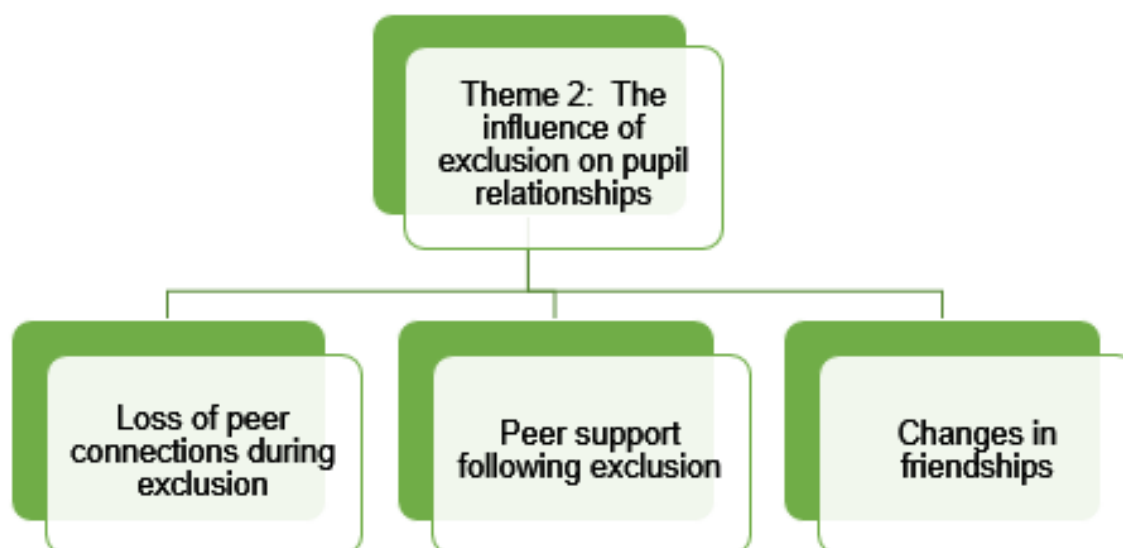 Theme 2:  The
influence of
exclusion on pupil
relationships
Loss of peer
connections during
exclusion
Peer support
following exclusion
Changes in
friendships